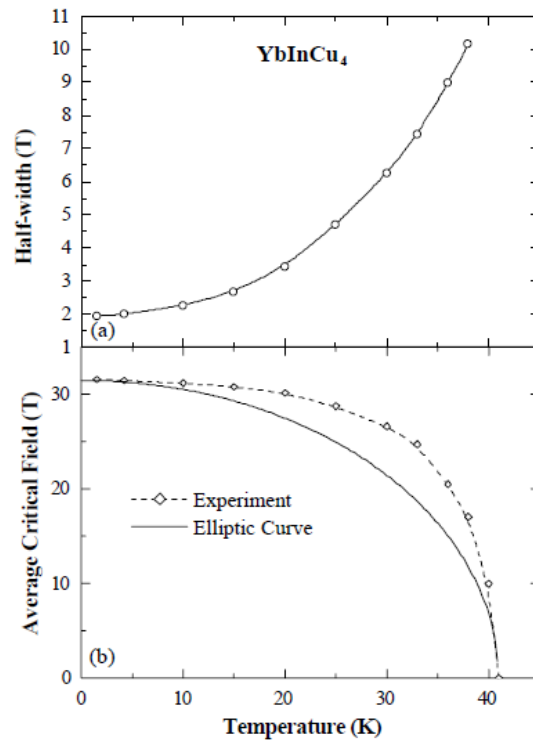 11
10
9
8
7
6
5
4
3
2
1
YbInCu₄
Half-width (T)
(a)
30
20
10
0
Average Critical Field (T)
Experiment
Elliptic Curve
(b)
0 10 20 30 40
Temperature (K)